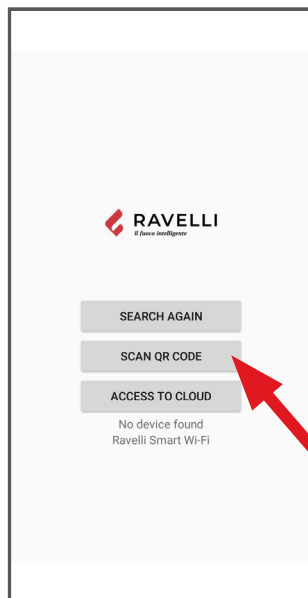 RAVELLI
il fuoco intelligente
SEARCH AGAIN
SCAN QR CODE
ACCESS TO CLOUD
No device found
Ravelli Smart Wi-Fi